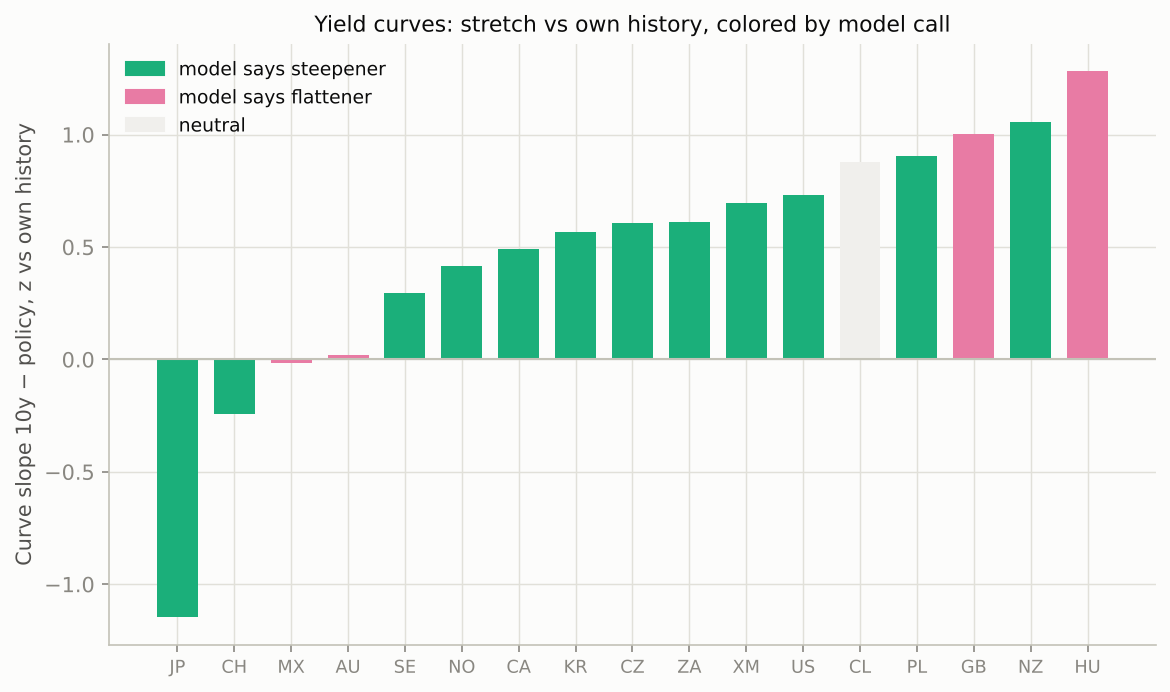 Yield curves: stretch vs own history, colored by model call
model says steepener
model says flattener
neutral
Curve slope 10y − policy, z vs own history
1.0
0.5
0.0
−0.5
−1.0
JP CH MX AU SE NO CA KR CZ ZA XM US CL PL GB NZ HU